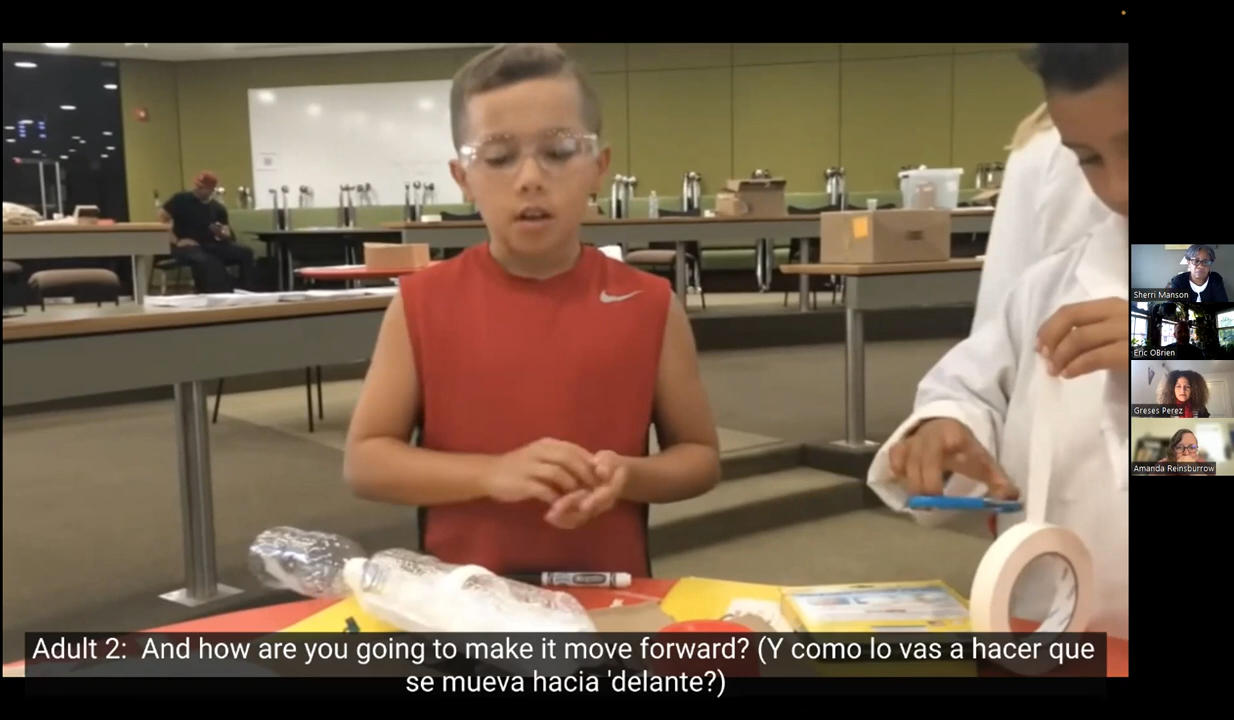 Sherri Manson
Eric OBrien
Greses Perez
Amanda Reinsburrow
Adult 2: And how are you going to make it move forward? (Y como lo vas a hacer que
se mueva hacia 'delante?)